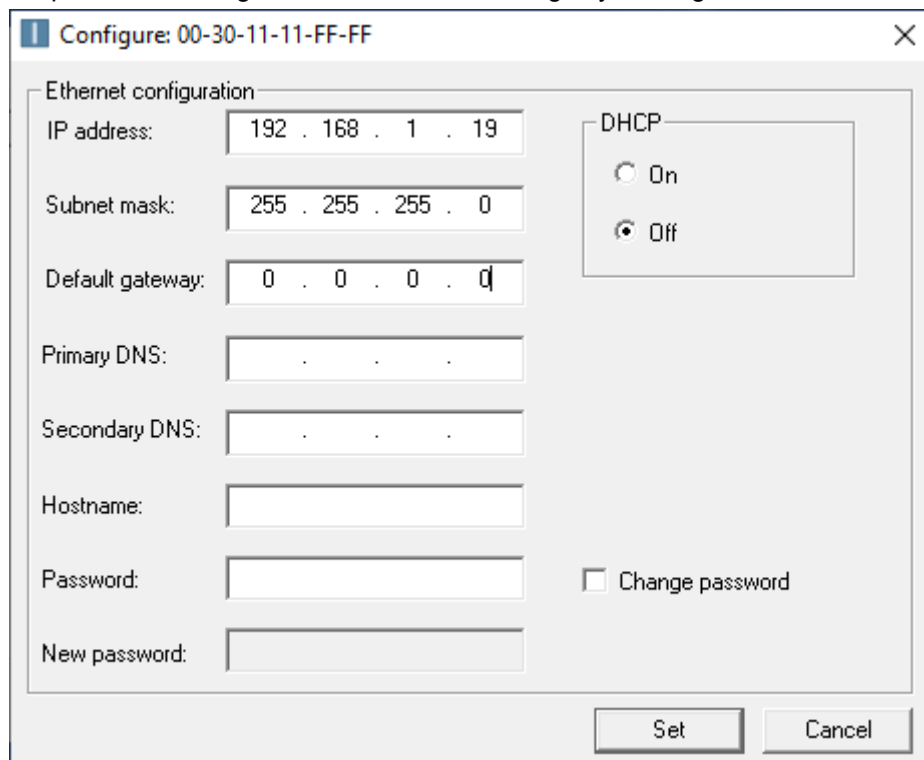 Configure: 00-30-11-11-FF-FF
Ethernet configuration
IP address: 192 . 168 . 1 . 19
DHCP
On
Subnet mask: 255 . 255 . 255 . 0
Off
Default gateway: 0 . 0 . 0 . 0
Primary DNS: . . .
Secondary DNS: . . .
Hostname:
Password:
Change password
New password:
Set Cancel